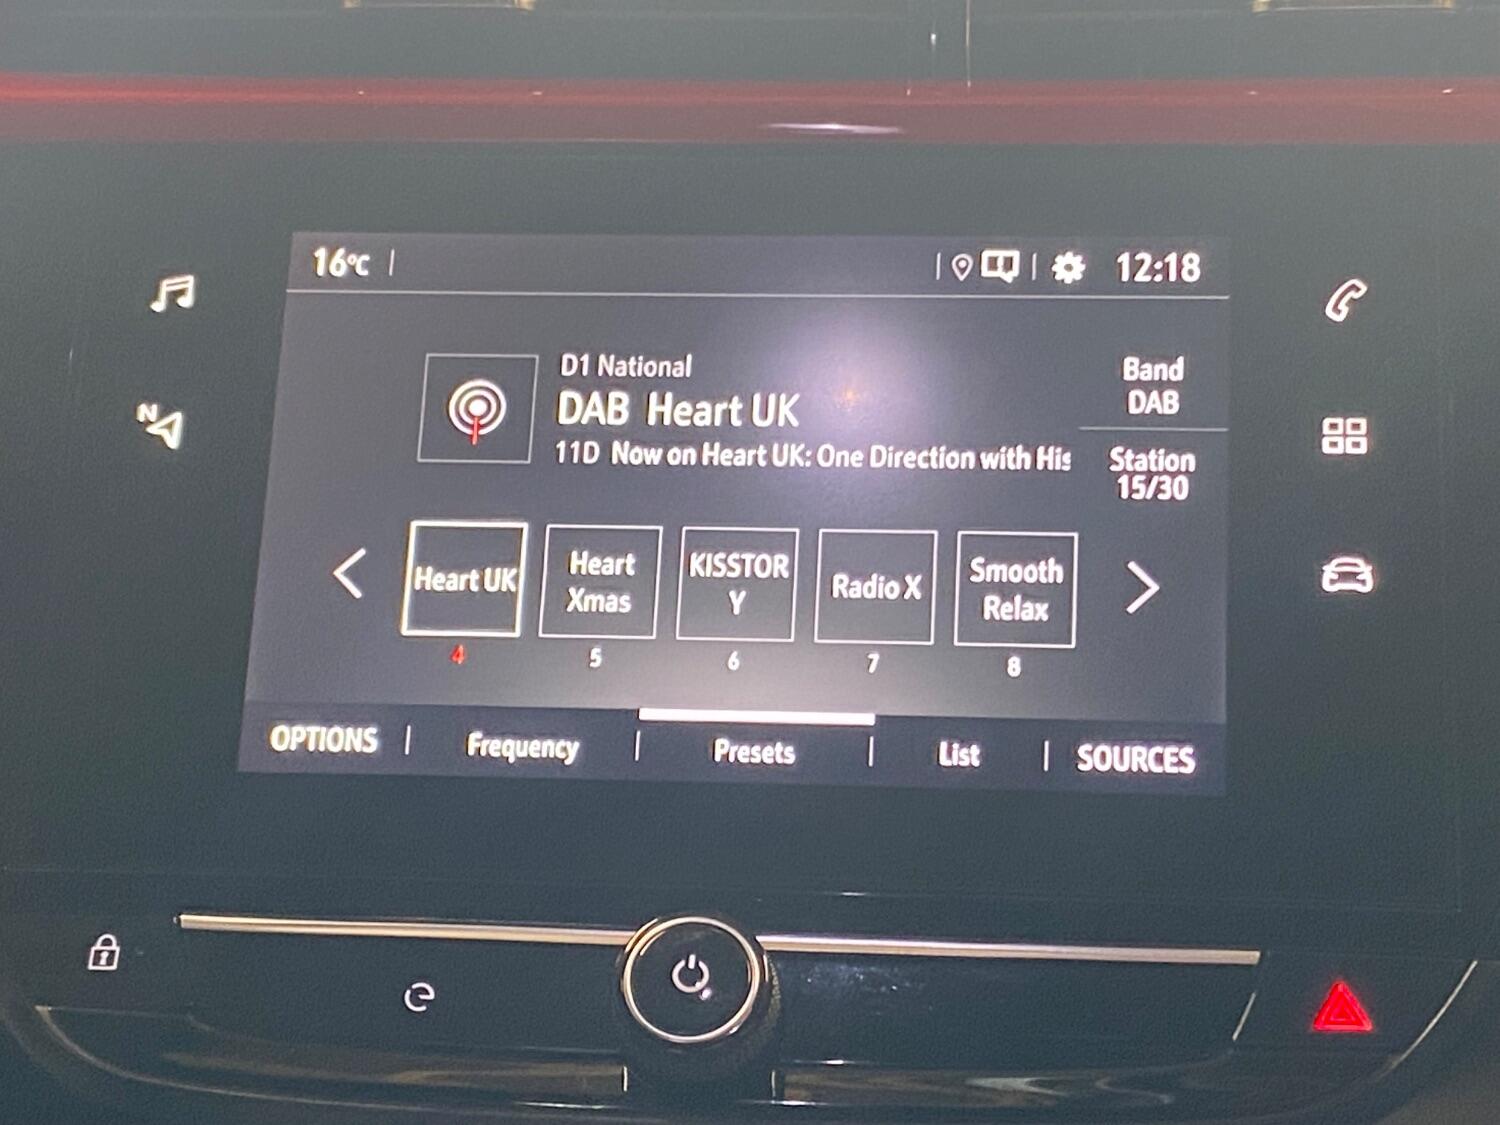 16°C
12:18
N
D1 National
DAB Heart UK
11D Now on Heart UK: One Direction with His
Band
DAB
Station
15/30
Heart UK
4
Heart
Xmas
5
KISSTOR
Y
6
Radio X
7
Smooth
Relax
8
OPTIONS
Frequency
Presets
List
SOURCES